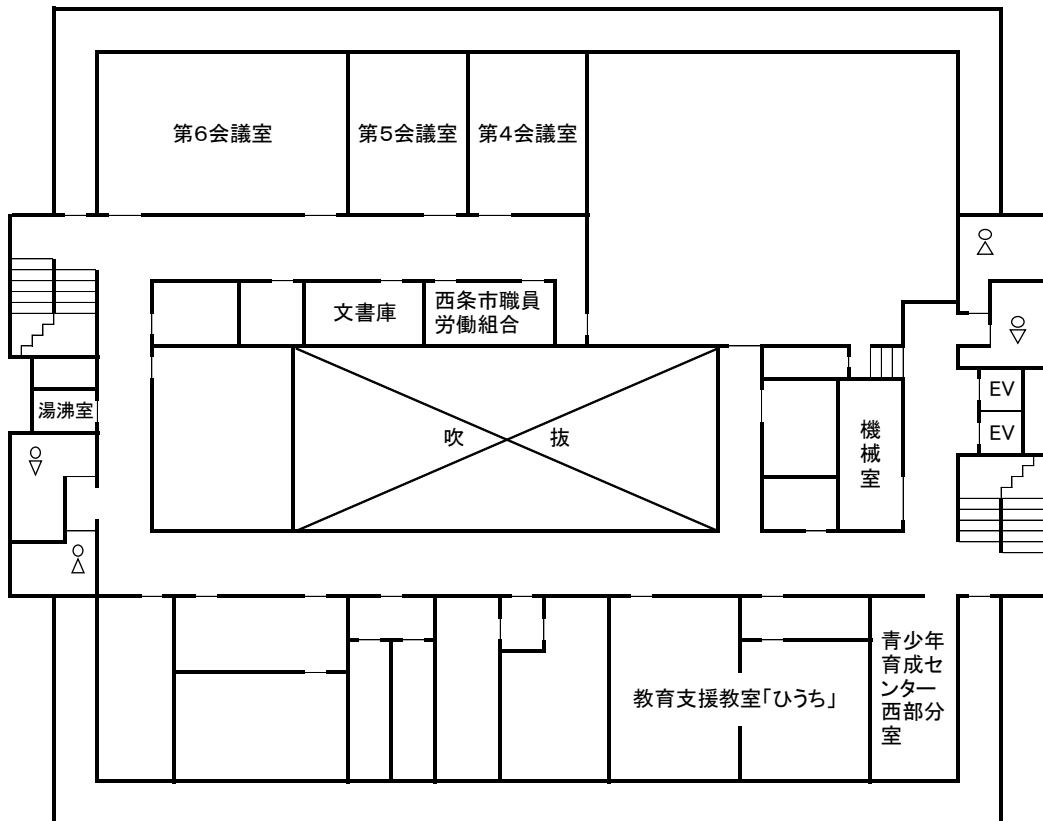 第6会議室
第5会議室
第4会議室
文書庫
西条市職員
労働組合
湯沸室
吹 抜
機械室
EV
EV
教育支援教室「ひうち」
青少年
育成セ
ンター
西部分
室